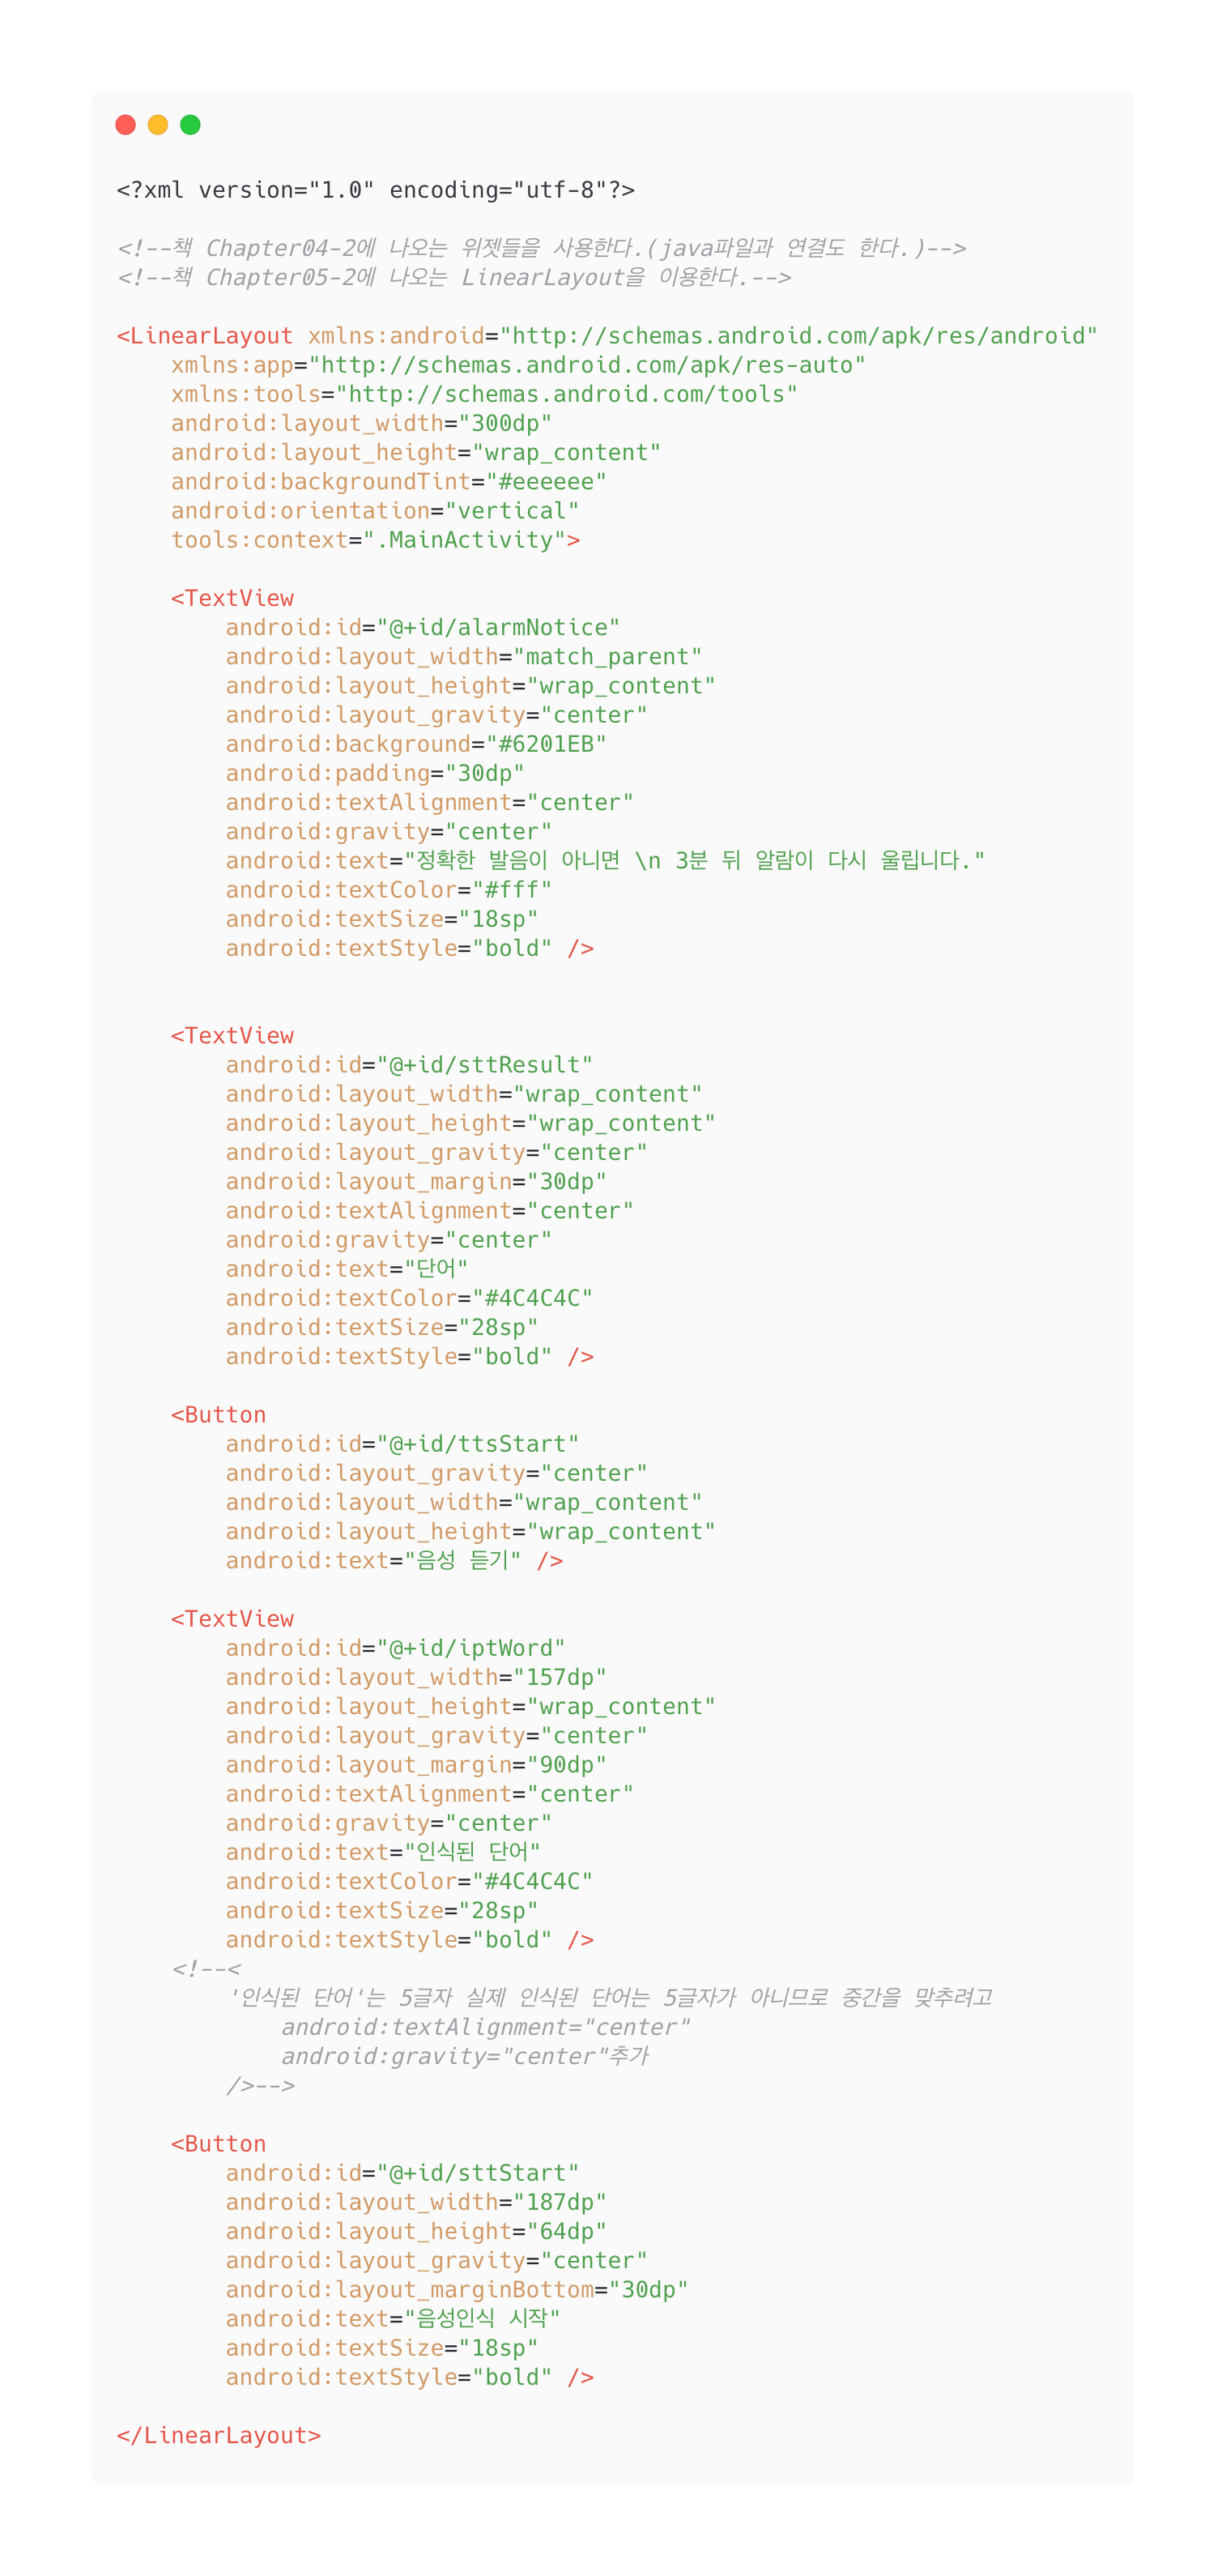 <?xml version="1.0" encoding="utf-8"?>
<!--책 Chapter04-2에 나오는 위젯들을 사용한다.(java파일과 연결도 한다.)-->
<!--책 Chapter05-2에 나오는 LinearLayout을 이용한다.-->
<LinearLayout xmlns:android="http://schemas.android.com/apk/res/android"
    xmlns:app="http://schemas.android.com/apk/res-auto"
    xmlns:tools="http://schemas.android.com/tools"
    android:layout_width="300dp"
    android:layout_height="wrap_content"
    android:backgroundTint="#eeeeee"
    android:orientation="vertical"
    tools:context=".MainActivity">
    <TextView
        android:id="@+id/alarmNotice"
        android:layout_width="match_parent"
        android:layout_height="wrap_content"
        android:layout_gravity="center"
        android:background="#6201EB"
        android:padding="30dp"
        android:textAlignment="center"
        android:gravity="center"
        android:text="정확한 발음이 아니면 \n 3분 뒤 알람이 다시 울립니다."
        android:textColor="#fff"
        android:textSize="18sp"
        android:textStyle="bold" />
    <TextView
        android:id="@+id/sttResult"
        android:layout_width="wrap_content"
        android:layout_height="wrap_content"
        android:layout_gravity="center"
        android:layout_margin="30dp"
        android:textAlignment="center"
        android:gravity="center"
        android:text="단어"
        android:textColor="#4C4C4C"
        android:textSize="28sp"
        android:textStyle="bold" />
    <Button
        android:id="@+id/ttsStart"
        android:layout_gravity="center"
        android:layout_width="wrap_content"
        android:layout_height="wrap_content"
        android:text="음성 듣기" />
    <TextView
        android:id="@+id/iptWord"
        android:layout_width="157dp"
        android:layout_height="wrap_content"
        android:layout_gravity="center"
        android:layout_margin="90dp"
        android:textAlignment="center"
        android:gravity="center"
        android:text="인식된 단어"
        android:textColor="#4C4C4C"
        android:textSize="28sp"
        android:textStyle="bold" />
    <!--<
        '인식된 단어'는 5글자 실제 인식된 단어는 5글자가 아니므로 중간을 맞추려고
            android:textAlignment="center"
            android:gravity="center"추가
        />-->
    <Button
        android:id="@+id/sttStart"
        android:layout_width="187dp"
        android:layout_height="64dp"
        android:layout_gravity="center"
        android:layout_marginBottom="30dp"
        android:text="음성인식 시작"
        android:textSize="18sp"
        android:textStyle="bold" />
</LinearLayout>